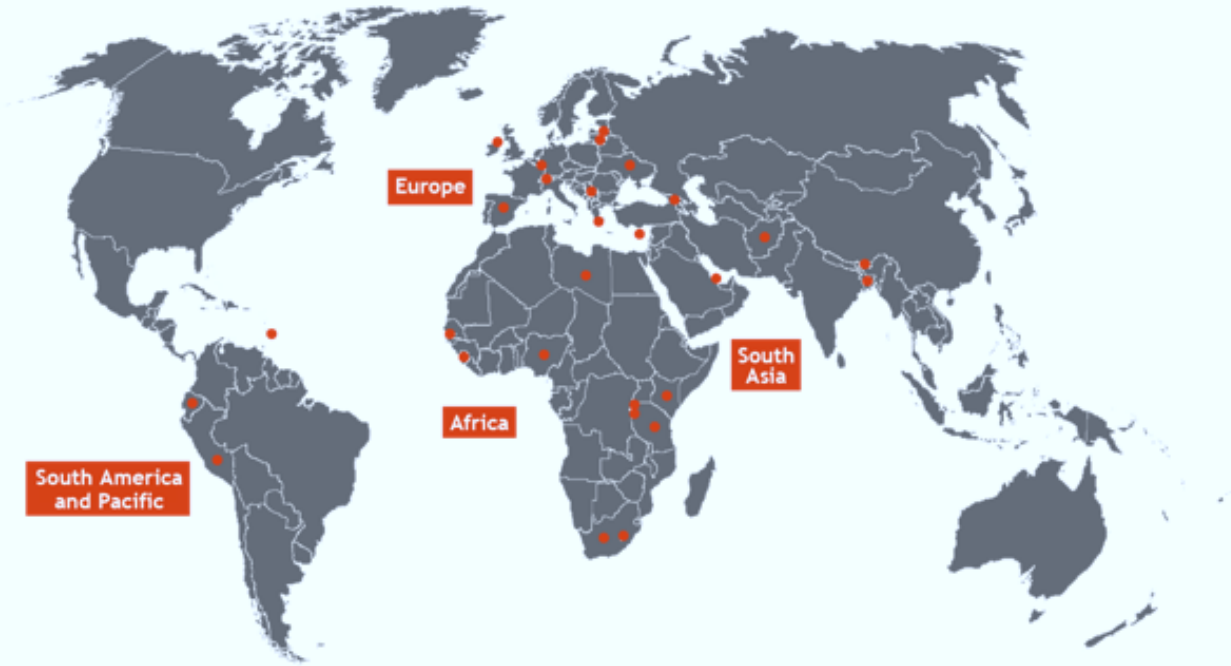 Europe
South
Asia
Africa
South America
and Pacific